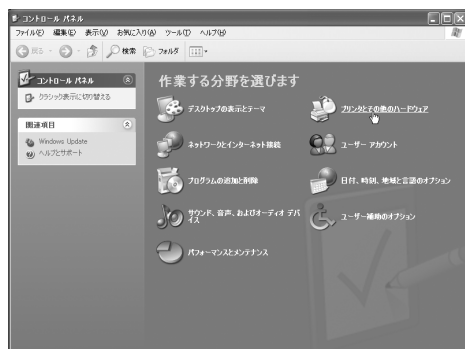 コントロール パネル
ファイル(F) 編集(E) 表示(V) お気に入り(A) ツール(T) ヘルプ(H)
戻る 検索 フォルダ
コントロール パネル
クラシック表示に切り替える
関連項目
Windows Update
ヘルプとサポート
作業する分野を選びます
デスクトップの表示とテーマ
プリンタとその他のハードウェア
ネットワークとインターネット接続
ユーザー アカウント
プログラムの追加と削除
日付、時刻、地域と言語のオプション
サウンド、音声、およびオーディオ デバ
イス
ユーザー補助のオプション
パフォーマンスとメンテナンス